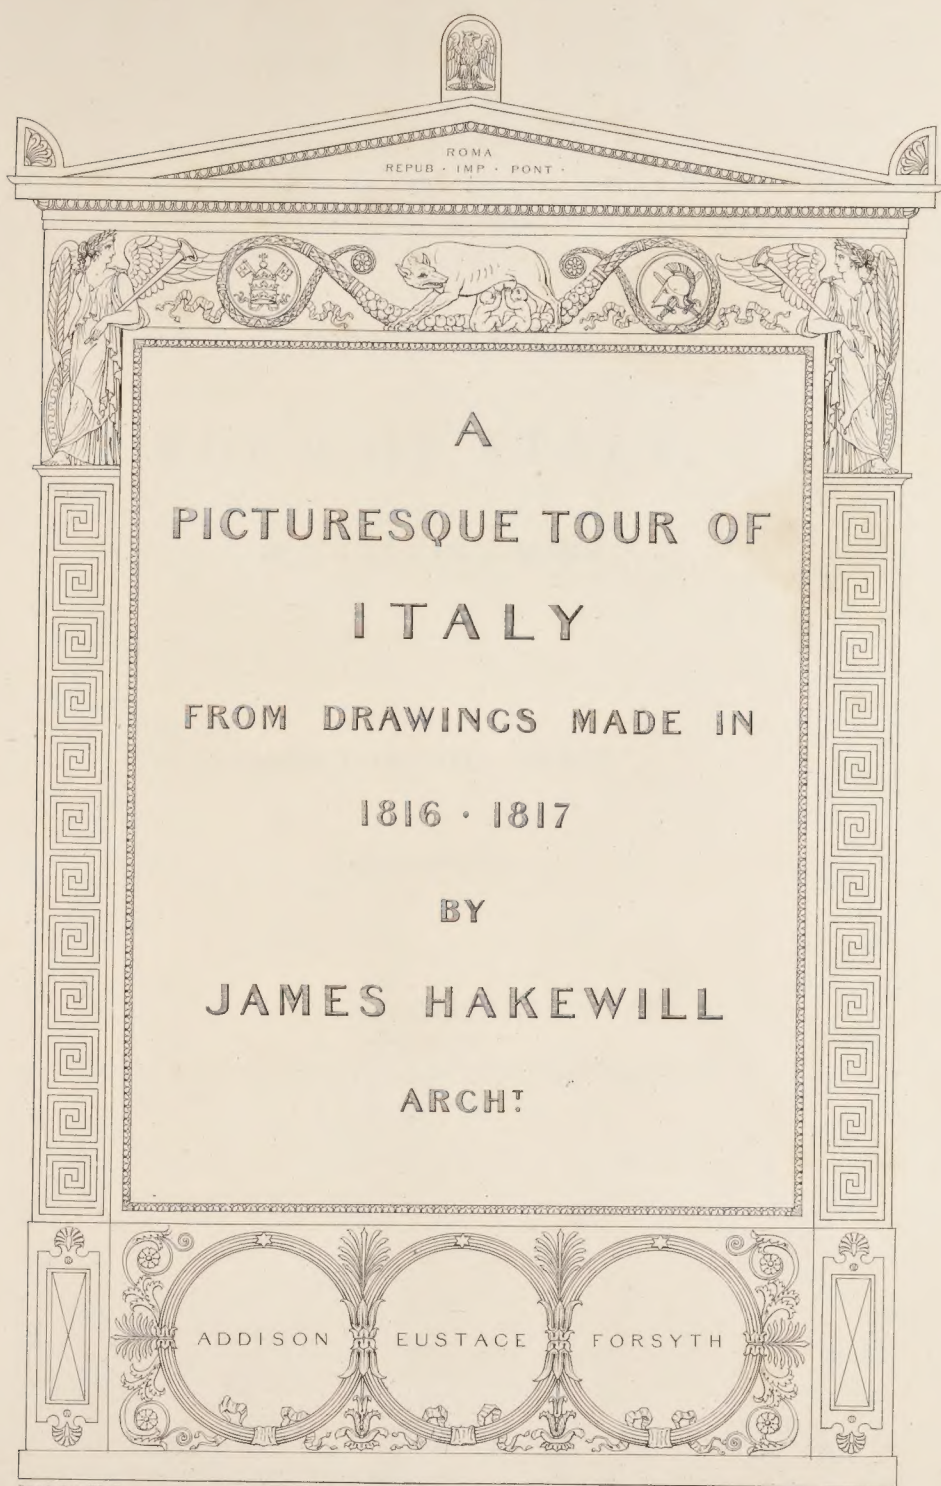 ROMA
REPUB · IMP · PONT ·
A
PICTURESQUE TOUR OF
ITALY
FROM DRAWINGS MADE IN
1816 · 1817
BY
JAMES HAKEWILL
ARCHT.
ADDISON EUSTACE FORSYTH